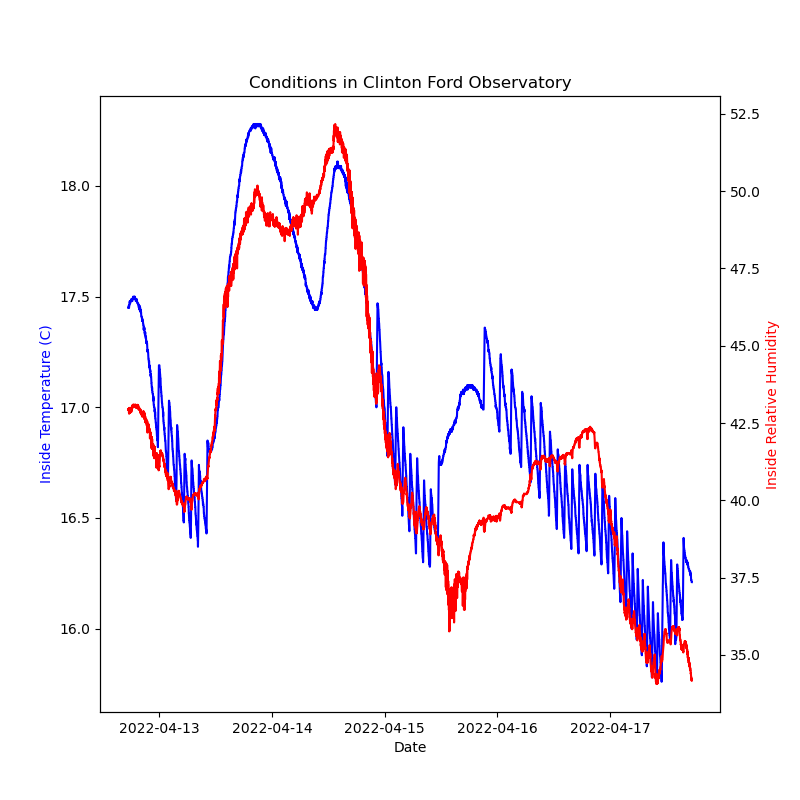 Conditions in Clinton Ford Observatory
Inside Temperature (C)
18.0
17.5
17.0
16.5
16.0
52.5
50.0
47.5
45.0
42.5
40.0
37.5
35.0
Inside Relative Humidity
2022-04-13 2022-04-14 2022-04-15 2022-04-16 2022-04-17
Date